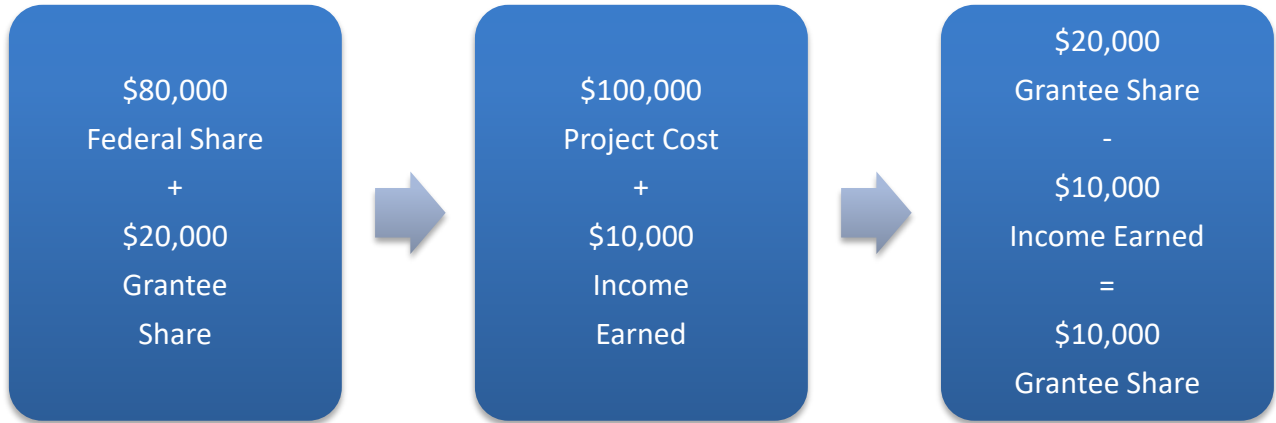 $80,000
Federal Share
+
$20,000
Grantee
Share
$100,000
Project Cost
+
$10,000
Income
Earned
$20,000
Grantee Share
-
$10,000
Income Earned
=
$10,000
Grantee Share